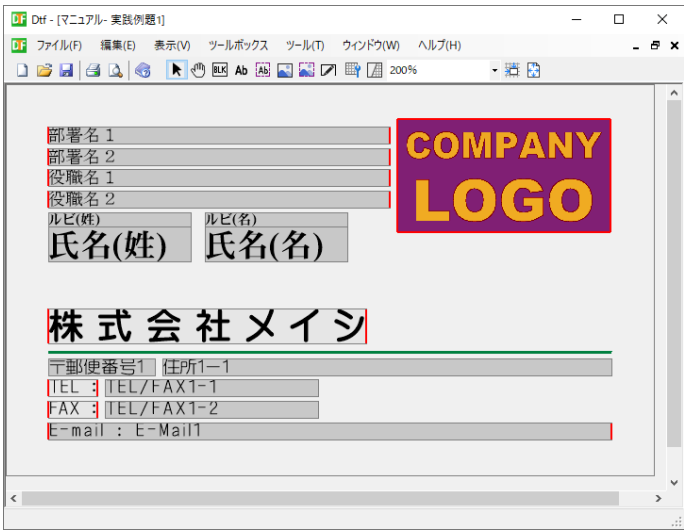 Dtf - [マニュアル- 実践例題1]
ファイル(F) 編集(E) 表示(V) ツールボックス ツール(T) ウィンドウ(W) ヘルプ(H)
BLK Ab Ab 200%
部署名1
部署名2
役職名1
役職名2
ルビ(姓) ルビ(名)
氏名(姓) 氏名(名)
COMPANY
LOGO
株式会社メイシ
〒郵便番号1 住所1ー1
TEL : TEL/FAX1-1
FAX : TEL/FAX1-2
E-mail : E-Mail1